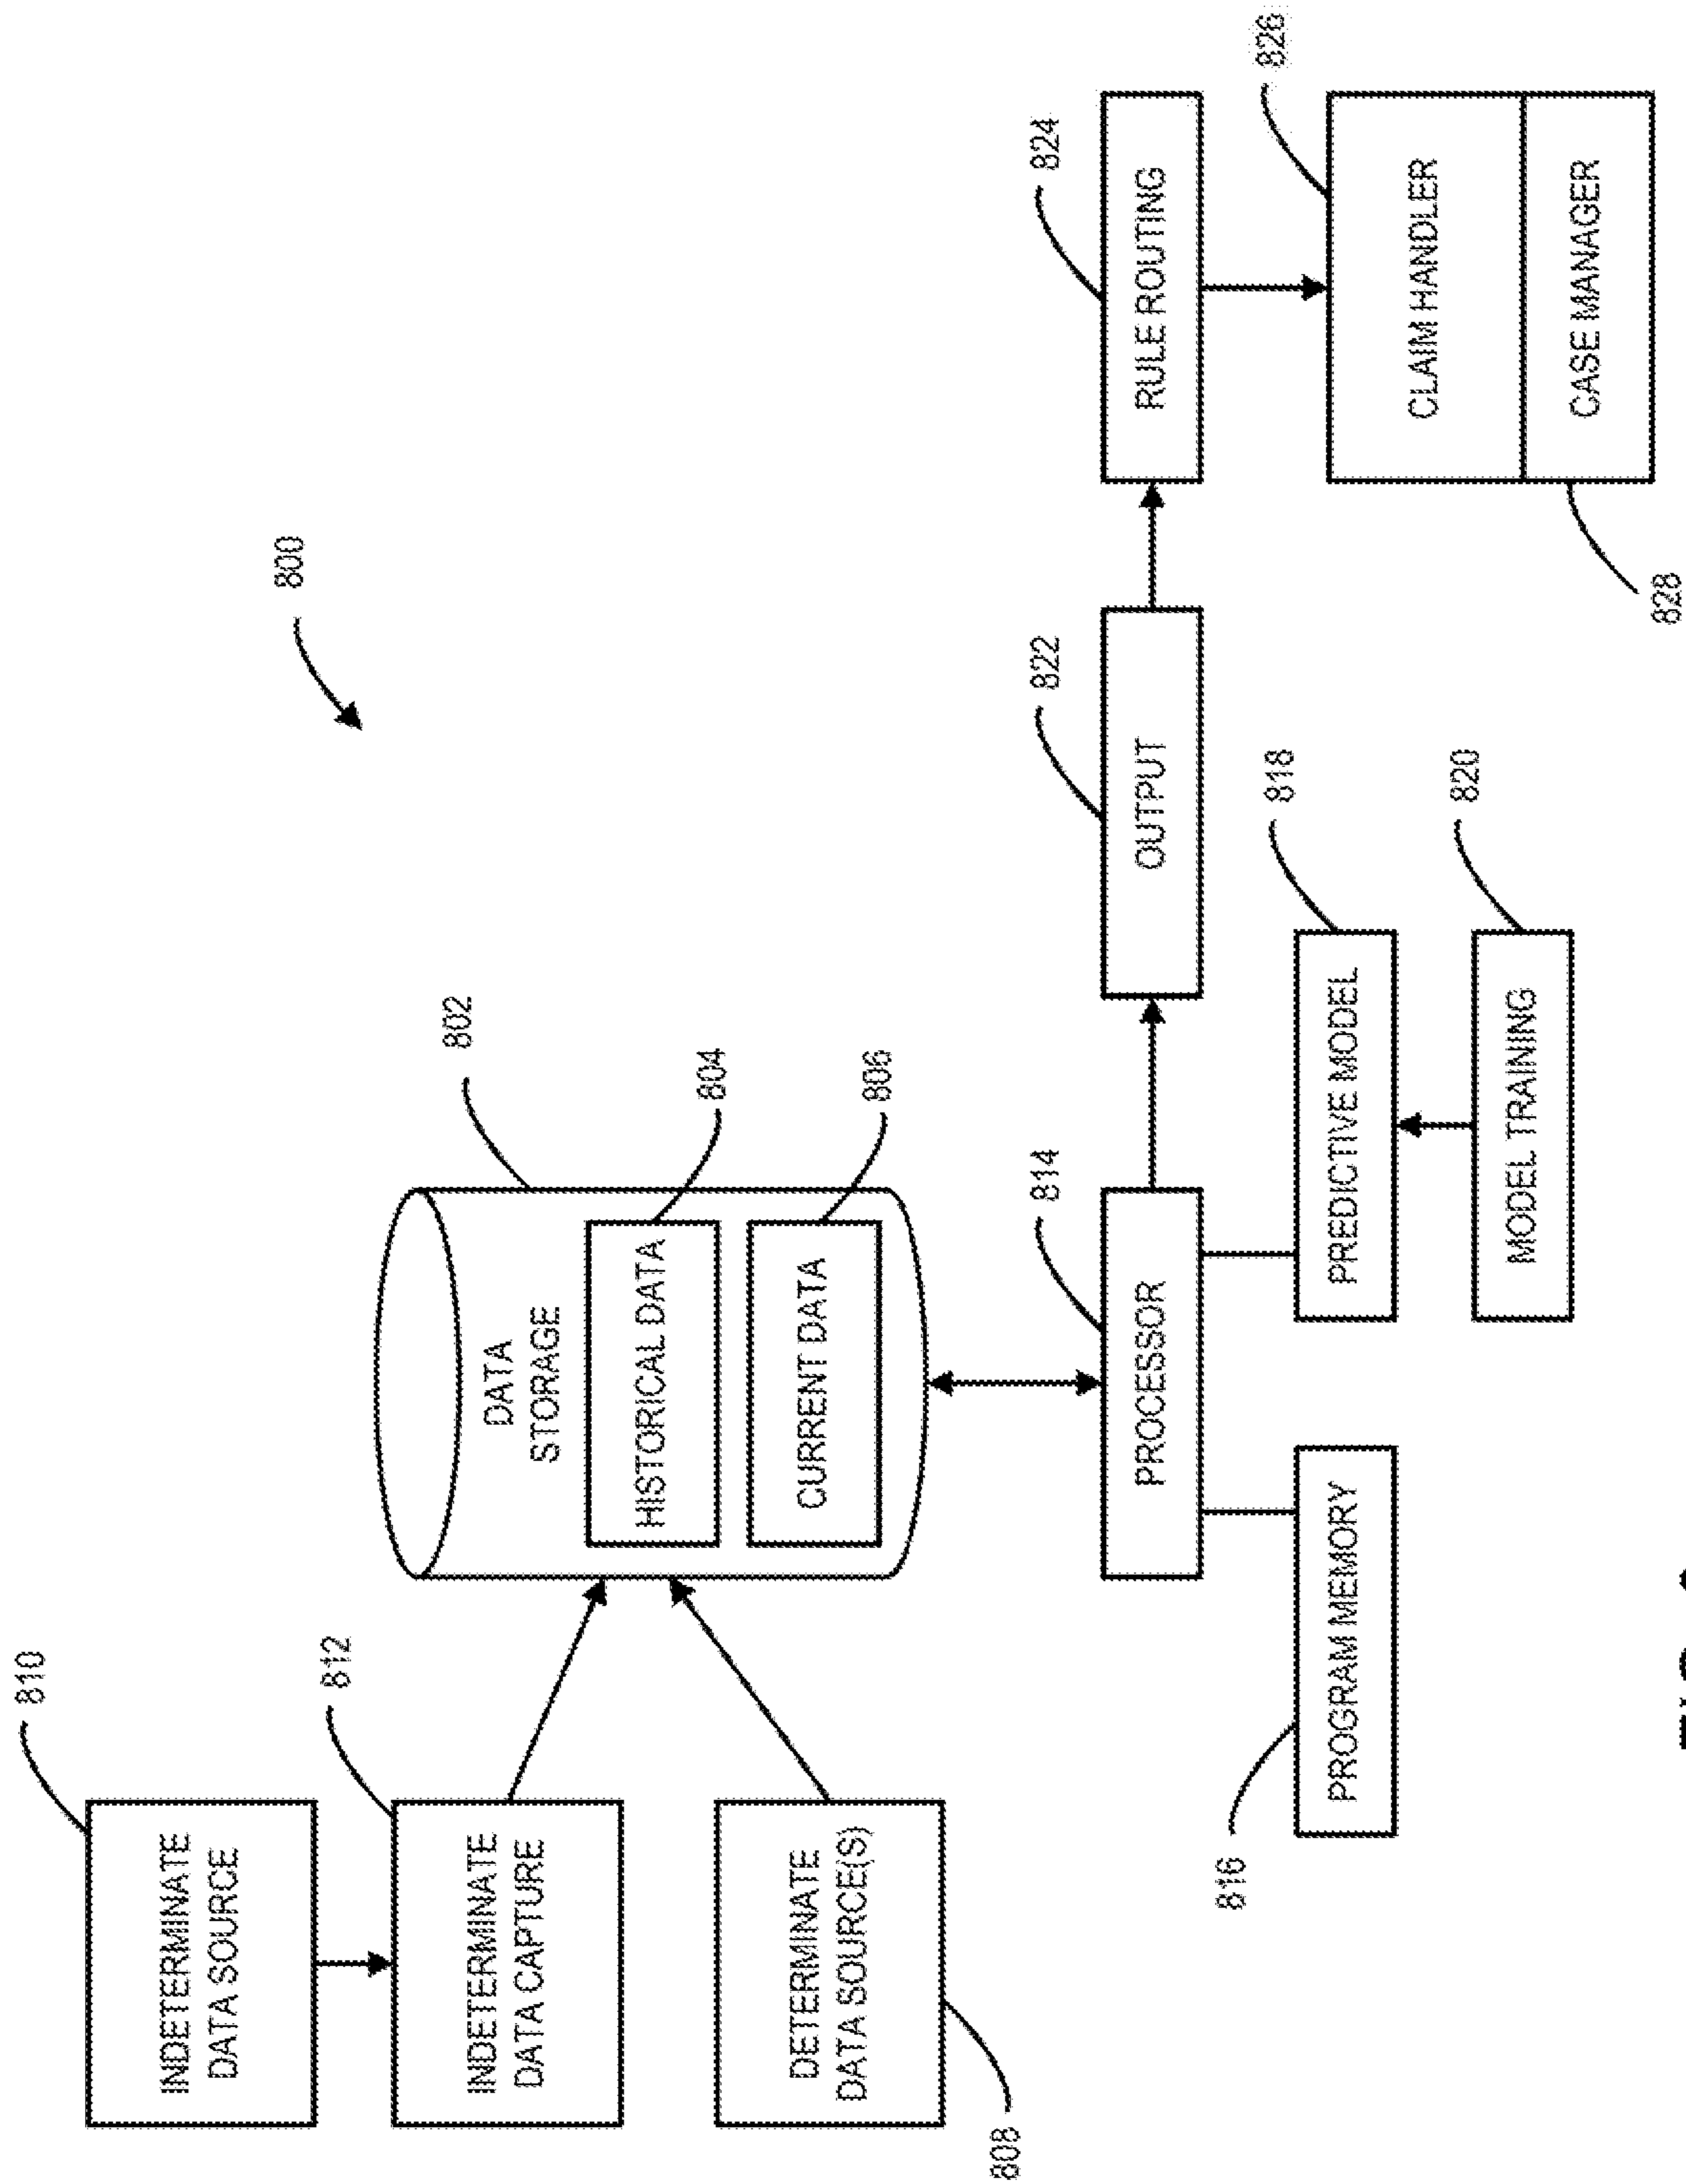 800
810
INDETERMINATE
DATA SOURCE
812
INDETERMINATE
DATA CAPTURE
DETERMINATE
DATA SOURCE(S)
808
802
DATA
STORAGE
HISTORICAL DATA
804
CURRENT DATA
806
814
PROCESSOR
816
PROGRAM MEMORY
PREDICTIVE MODEL
818
MODEL TRAINING
820
822
OUTPUT
824
RULE ROUTING
826
CLAIM HANDLER
CASE MANAGER
828